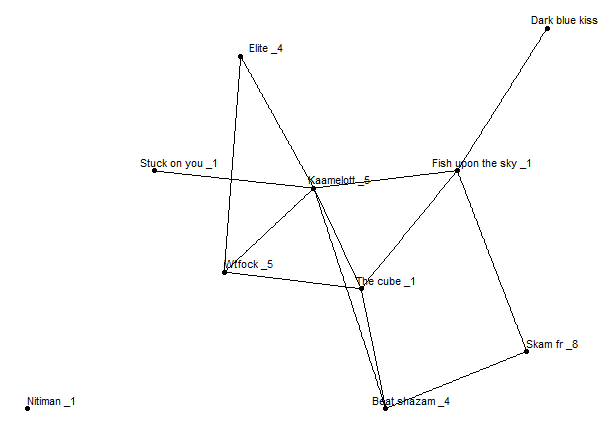 Dark blue kiss
Elite _4
Stuck on you _1
Fish upon the sky _1
Kaamelott _5
Wtfock _5
The cube _1
Skam fr _8
Beat shazam _4
Nitiman _1